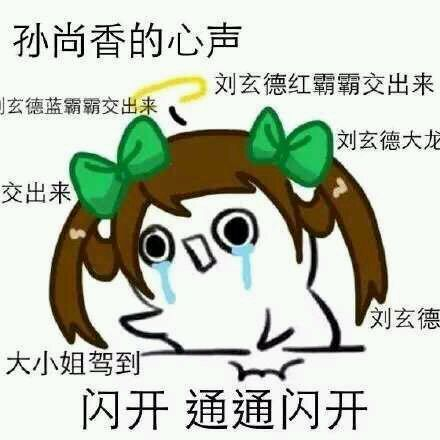 孙尚香的心声
刘玄德红霸霸交出来
刘玄德蓝霸霸交出来
刘玄德大龙
交出来
刘玄德
大小姐驾到
闪开 通通闪开